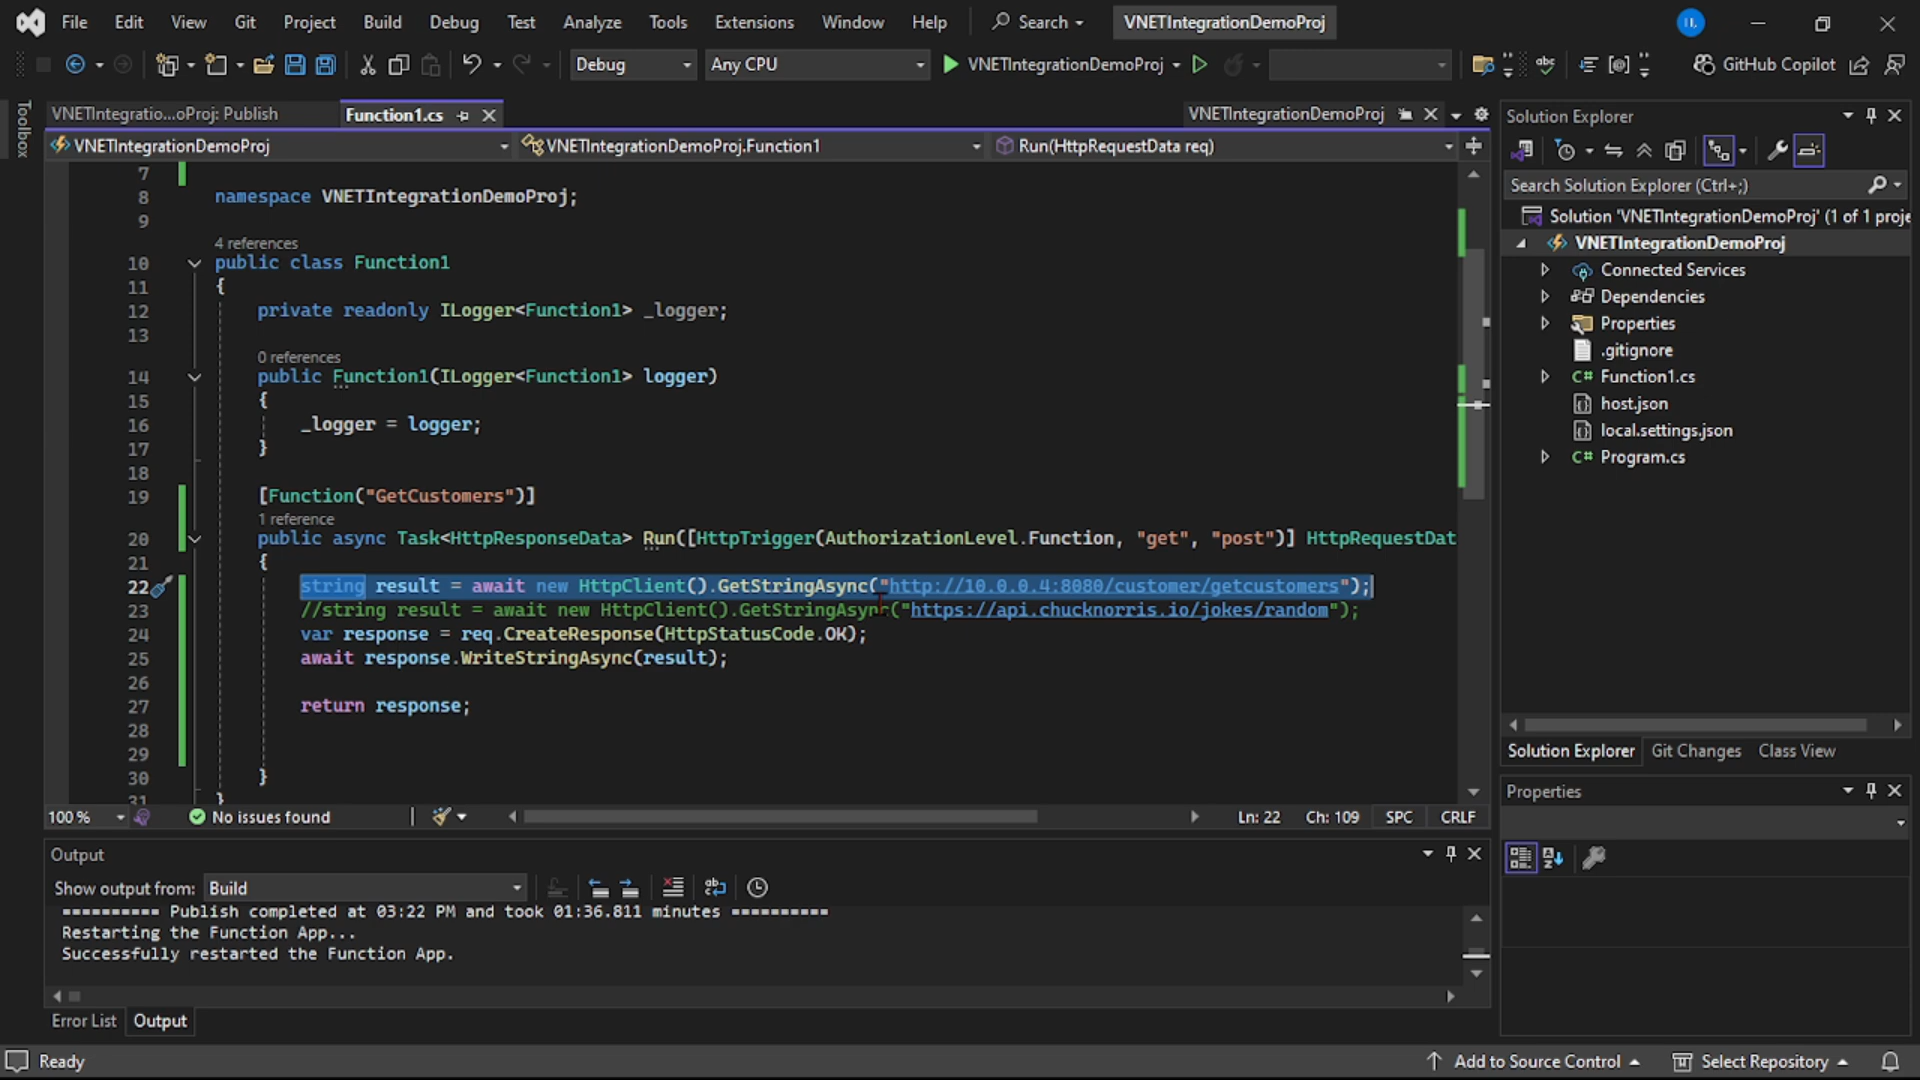 File Edit View Git Project Build Debug Test Analyze Tools Extensions Window Help Search VNETIntegrationDemoProj
Debug Any CPU VNETIntegrationDemoProj GitHub Copilot
Toolbox
VNETIntegratio...oProj: Publish Function1.cs VNETIntegrationDemoProj
VNETIntegrationDemoProj VNETIntegrationDemoProj.Function1 Run(HttpRequestData req)
7
8 namespace VNETIntegrationDemoProj;
9
4 references
10 public class Function1
11 {
12 private readonly ILogger<Function1> _logger;
13
0 references
14 public Function1(ILogger<Function1> logger)
15 {
16 _logger = logger;
17 }
18
19 [Function("GetCustomers")]
1 reference
20 public async Task<HttpResponseData> Run([HttpTrigger(AuthorizationLevel.Function, "get", "post")] HttpRequestDat
21 {
22 string result = await new HttpClient().GetStringAsync("http://10.0.0.4:8080/customer/getcustomers");
23 //string result = await new HttpClient().GetStringAsync("https://api.chucknorris.io/jokes/random");
24 var response = req.CreateResponse(HttpStatusCode.OK);
25 await response.WriteStringAsync(result);
26
27 return response;
28
29
30 }
31 }
100 % No issues found Ln: 22 Ch: 109 SPC CRLF
Output
Show output from: Build
========== Publish completed at 03:22 PM and took 01:36.811 minutes ==========
Restarting the Function App...
Successfully restarted the Function App.
Error List Output
Solution Explorer
Search Solution Explorer (Ctrl+;)
Solution 'VNETIntegrationDemoProj' (1 of 1 proje
VNETIntegrationDemoProj
Connected Services
Dependencies
Properties
.gitignore
C# Function1.cs
host.json
local.settings.json
C# Program.cs
Solution Explorer Git Changes Class View
Properties
Ready Add to Source Control Select Repository